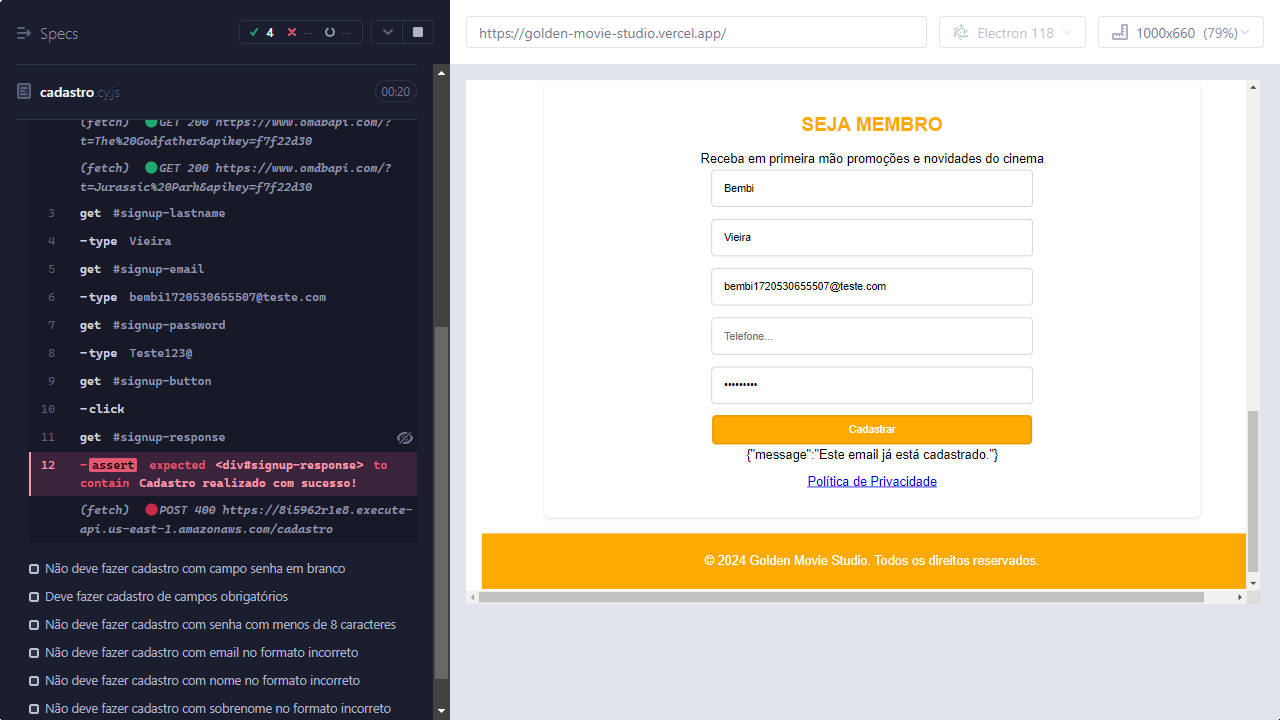 Specs
4 -- --
cadastro.cy.js
00:20
(fetch) GET 200 https://www.omdbapi.com/?
t=The%20Godfather&apikey=f7f22d30
(fetch) GET 200 https://www.omdbapi.com/?
t=Jurassic%20Park&apikey=f7f22d30
3 get #signup-lastname
4 -type Vieira
5 get #signup-email
6 -type bembi1720530655507@teste.com
7 get #signup-password
8 -type Teste123@
9 get #signup-button
10 -click
11 get #signup-response
12 -assert expected <div#signup-response> to
contain Cadastro realizado com sucesso!
(fetch) POST 400 https://8i5962r1e8.execute-
api.us-east-1.amazonaws.com/cadastro
Não deve fazer cadastro com campo senha em branco
Deve fazer cadastro de campos obrigatórios
Não deve fazer cadastro com senha com menos de 8 caracteres
Não deve fazer cadastro com email no formato incorreto
Não deve fazer cadastro com nome no formato incorreto
Não deve fazer cadastro com sobrenome no formato incorreto
https://golden-movie-studio.vercel.app/
Electron 118
1000x660 (79%)
SEJA MEMBRO
Receba em primeira mão promoções e novidades do cinema
Bembi
Vieira
bembi1720530655507@teste.com
Telefone...
•••••••••
Cadastrar
{"message":"Este email já está cadastrado."}
Política de Privacidade
© 2024 Golden Movie Studio. Todos os direitos reservados.